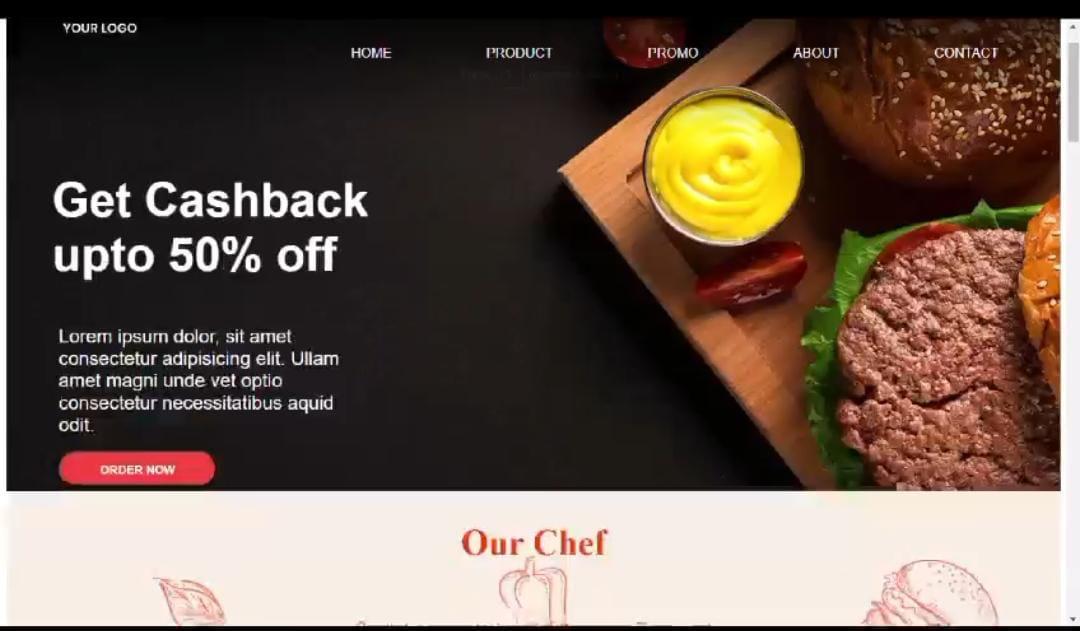 YOUR LOGO
HOME PRODUCT PROMO ABOUT CONTACT
Get Cashback
upto 50% off
Lorem ipsum dolor, sit amet
consectetur adipisicing elit. Ullam
amet magni unde vet optio
consectetur necessitatibus aquid
odit.
ORDER NOW
Our Chef